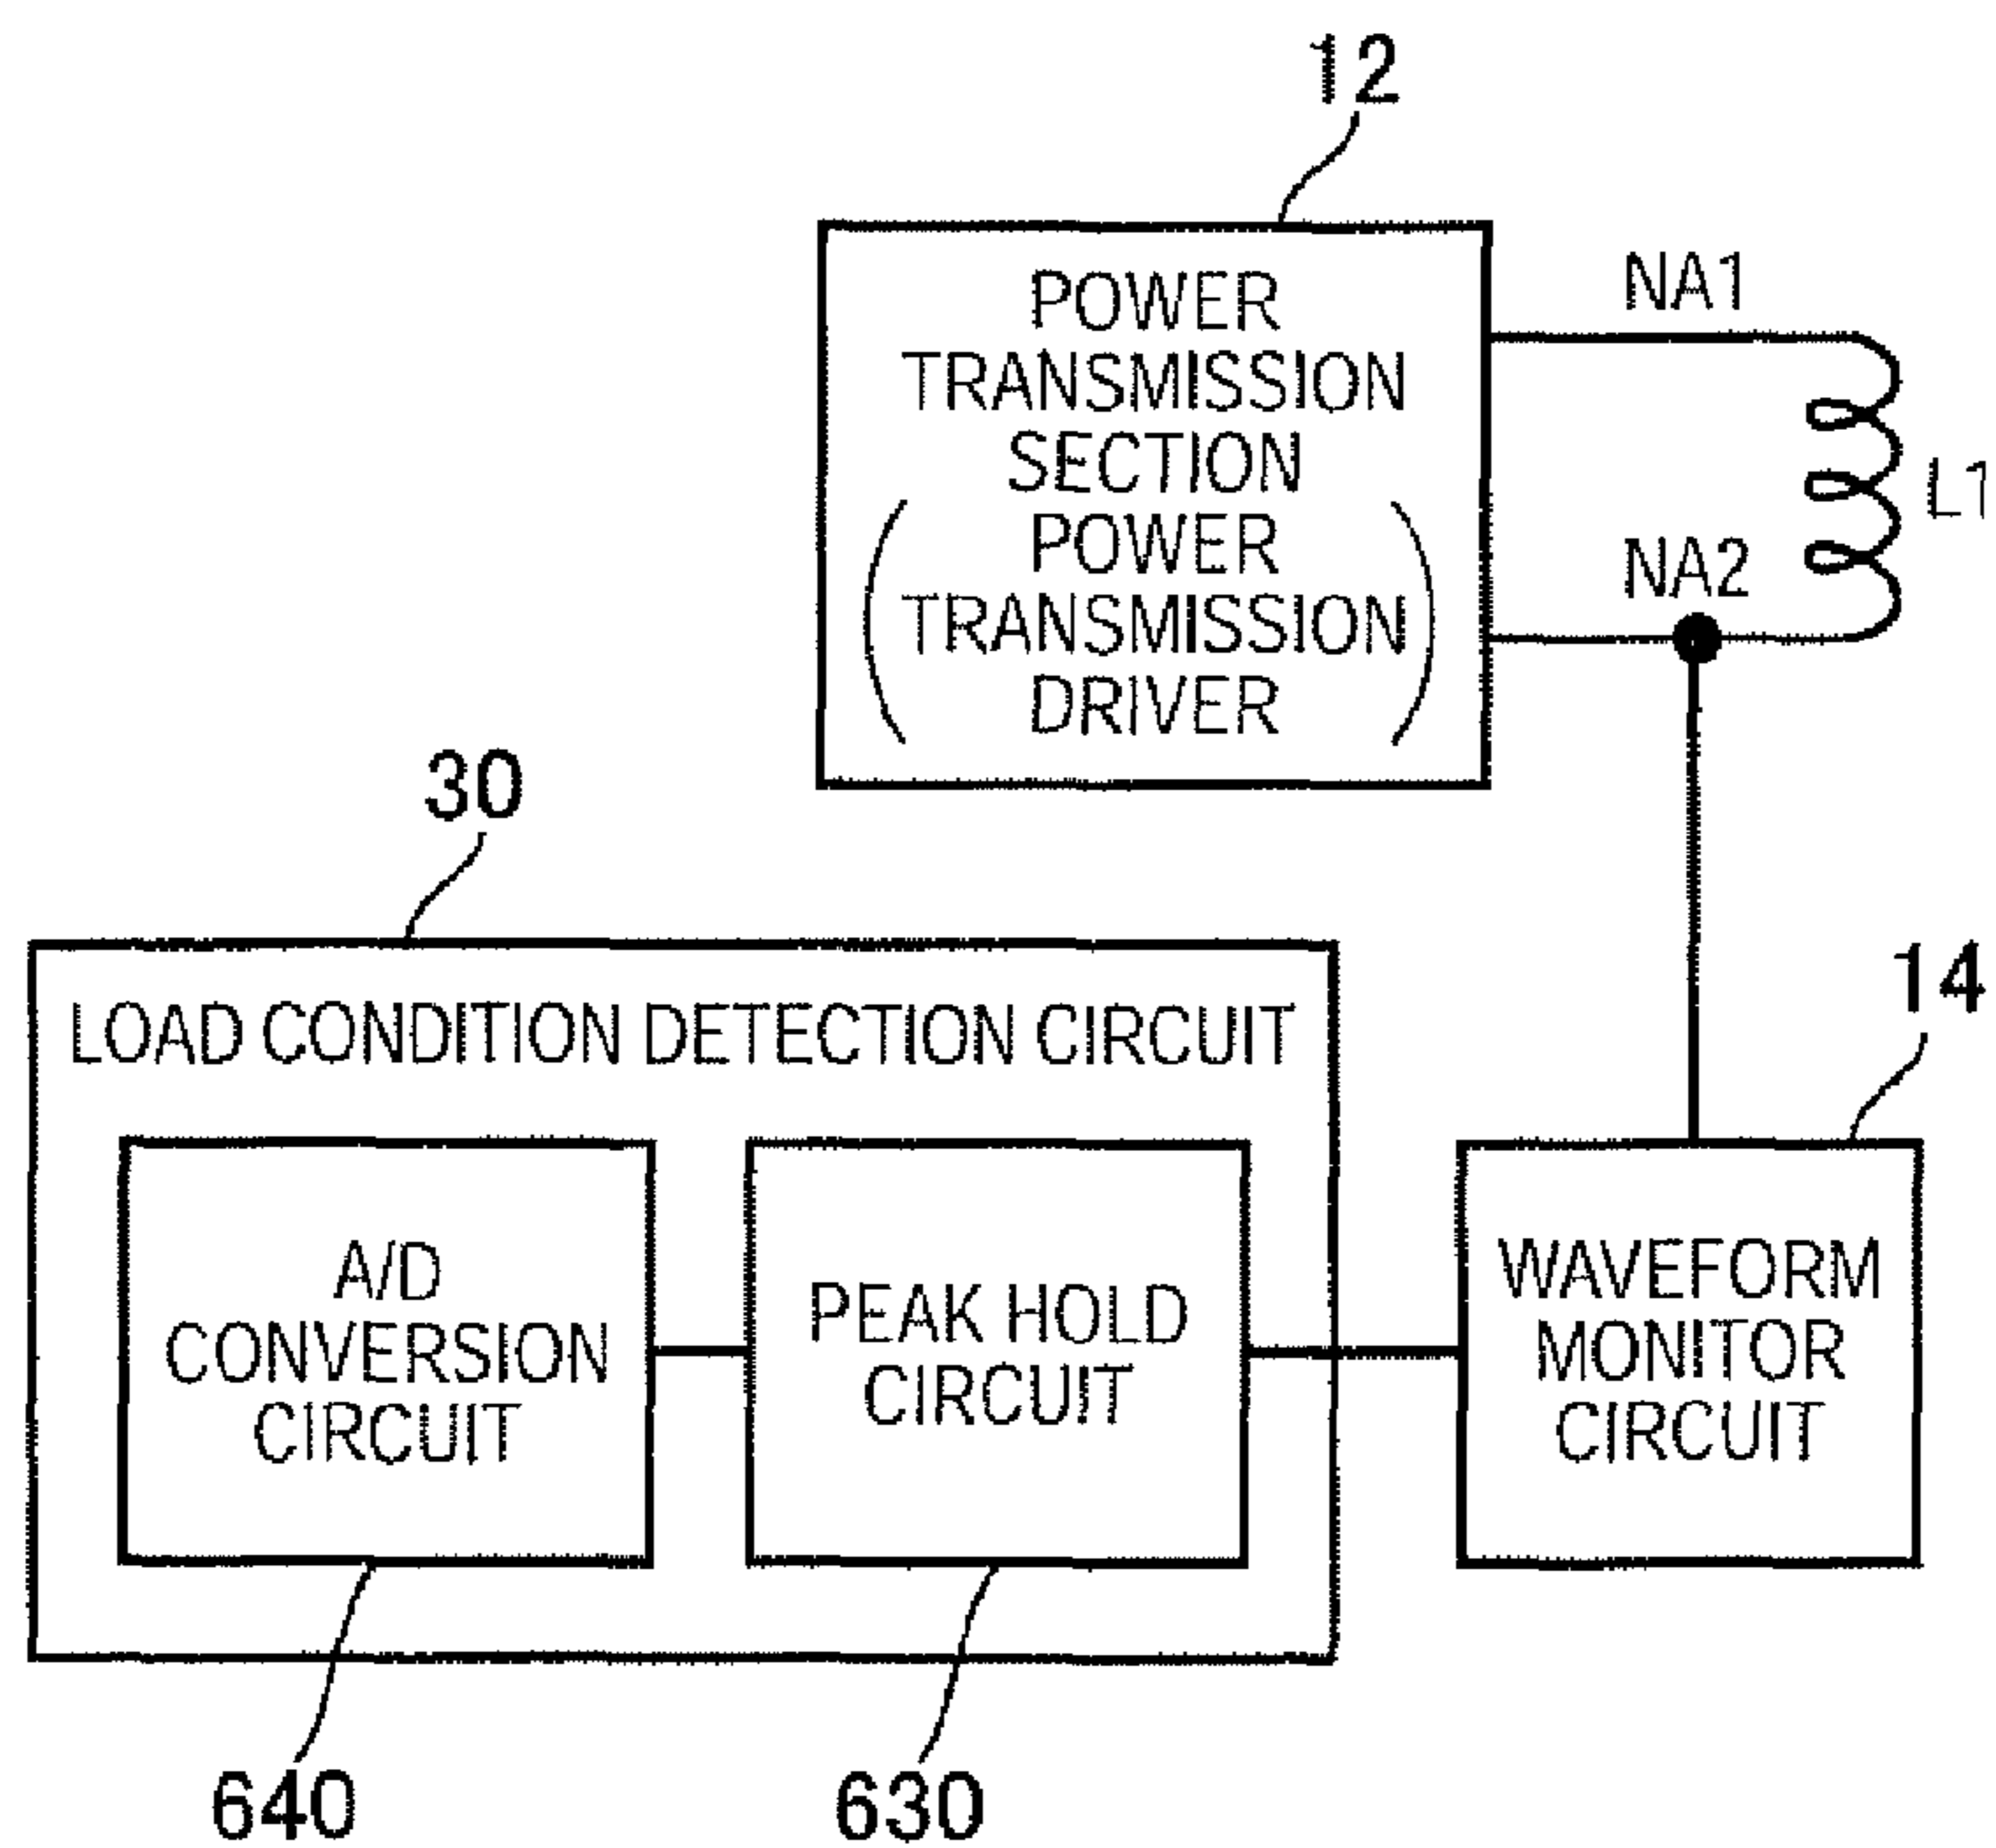 12
POWER
TRANSMISSION
SECTION
(POWER
TRANSMISSION
DRIVER)
NA1
L1
NA2
30
LOAD CONDITION DETECTION CIRCUIT
14
A/D
CONVERSION
CIRCUIT
PEAK HOLD
CIRCUIT
WAVEFORM
MONITOR
CIRCUIT
640
630